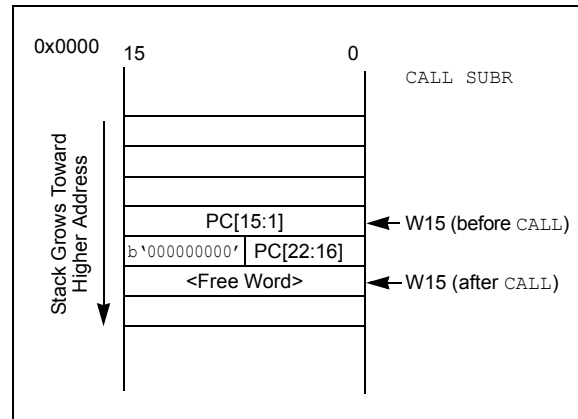 0x0000
15 0
CALL SUBR
Stack Grows Toward
Higher Address
PC[15:1]
W15 (before CALL)
b‘000000000’ PC[22:16]
<Free Word>
W15 (after CALL)